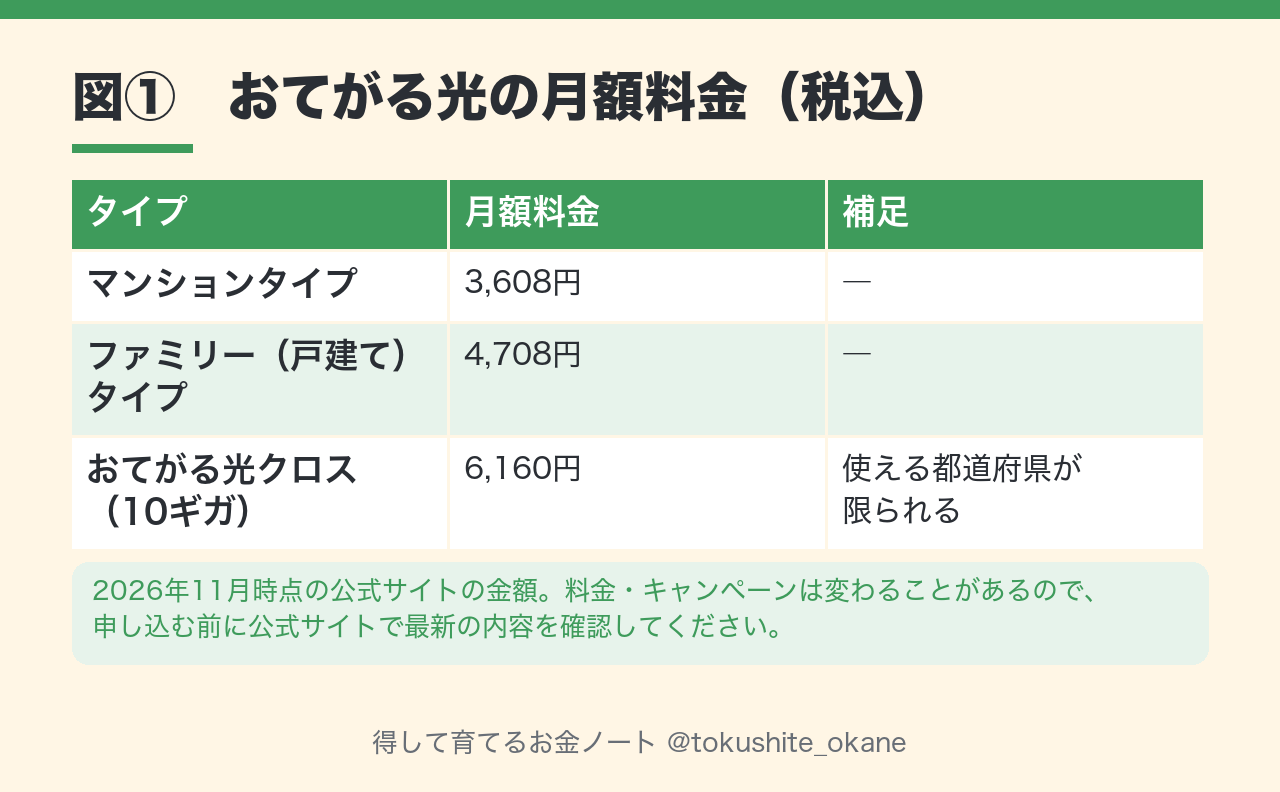 図①　おてがる光の月額料金（税込）
タイプ
月額料金
補足
マンションタイプ
3,608円
—
ファミリー（戸建て）
タイプ
4,708円
—
おてがる光クロス
（10ギガ）
6,160円
使える都道府県が
限られる
2026年11月時点の公式サイトの金額。料金・キャンペーンは変わることがあるので、
申し込む前に公式サイトで最新の内容を確認してください。
得して育てるお金ノート @tokushite_okane